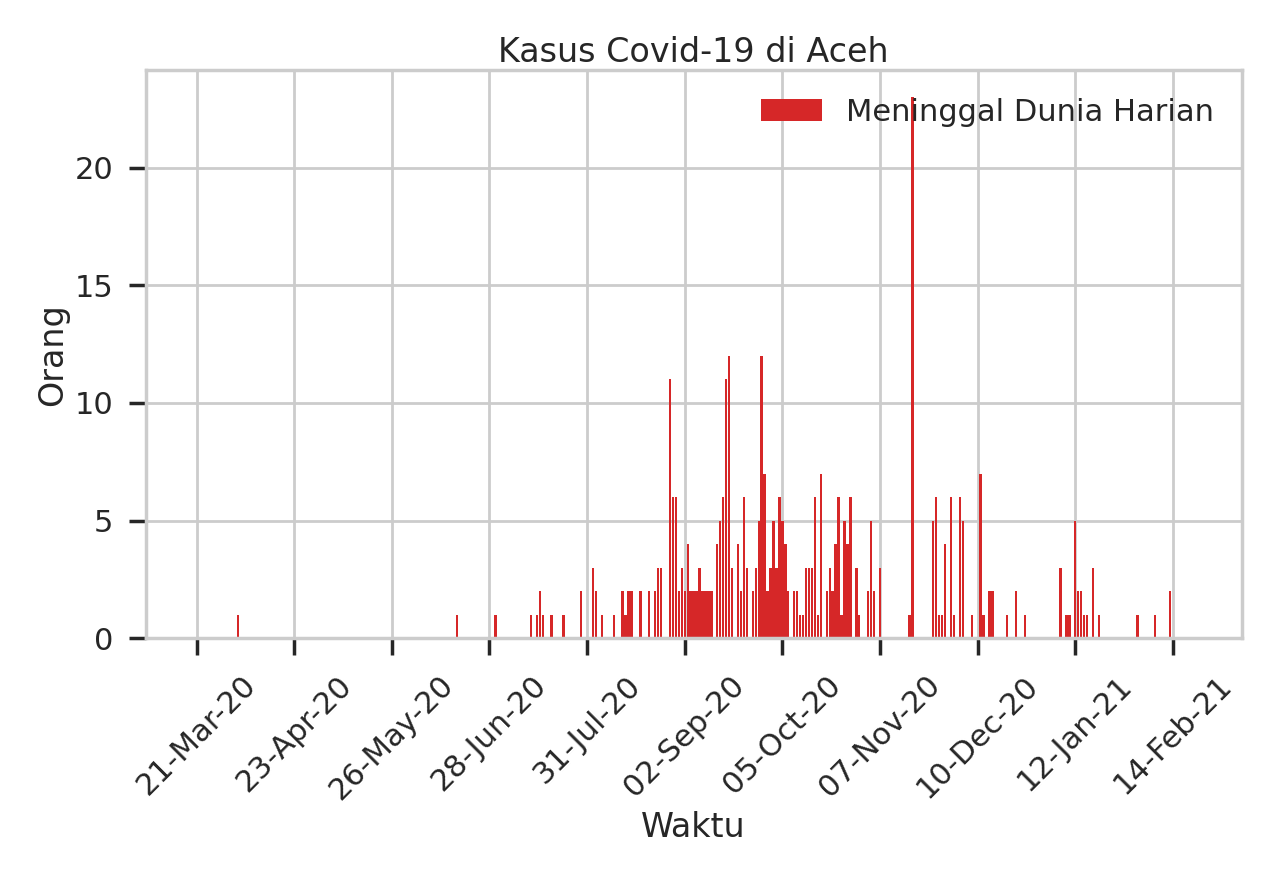 Kasus Covid-19 di Aceh
Meninggal Dunia Harian
Orang
20
15
10
5
0
21-Mar-20
23-Apr-20
26-May-20
28-Jun-20
31-Jul-20
02-Sep-20
05-Oct-20
07-Nov-20
10-Dec-20
12-Jan-21
14-Feb-21
Waktu